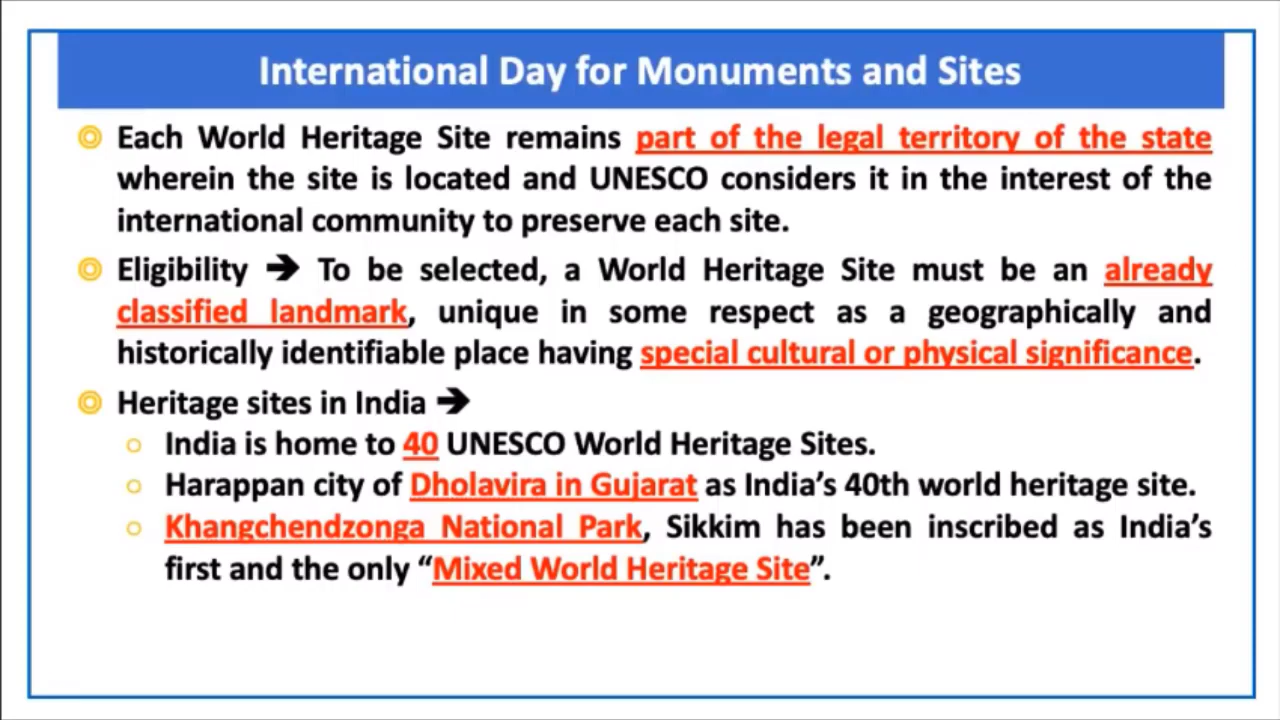 International Day for Monuments and Sites
Each World Heritage Site remains part of the legal territory of the state
wherein the site is located and UNESCO considers it in the interest of the
international community to preserve each site.
Eligibility ➔ To be selected, a World Heritage Site must be an already
classified landmark, unique in some respect as a geographically and
historically identifiable place having special cultural or physical significance.
Heritage sites in India ➔
India is home to 40 UNESCO World Heritage Sites.
Harappan city of Dholavira in Gujarat as India’s 40th world heritage site.
Khangchendzonga National Park, Sikkim has been inscribed as India’s
first and the only “Mixed World Heritage Site”.